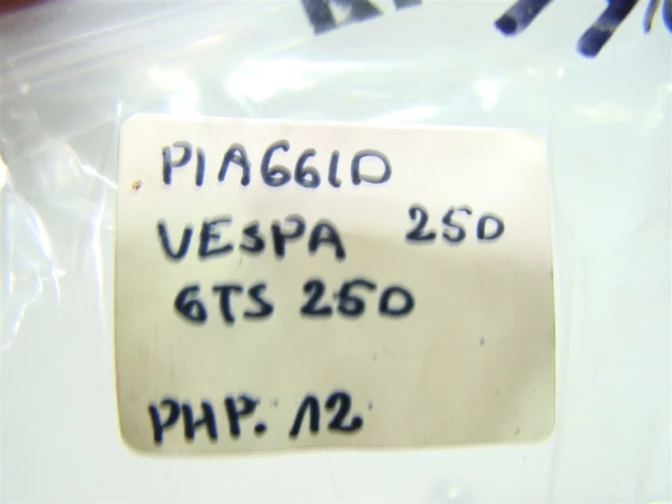 PIAGGIO
VESPA 250
GTS 250
PHP. 12